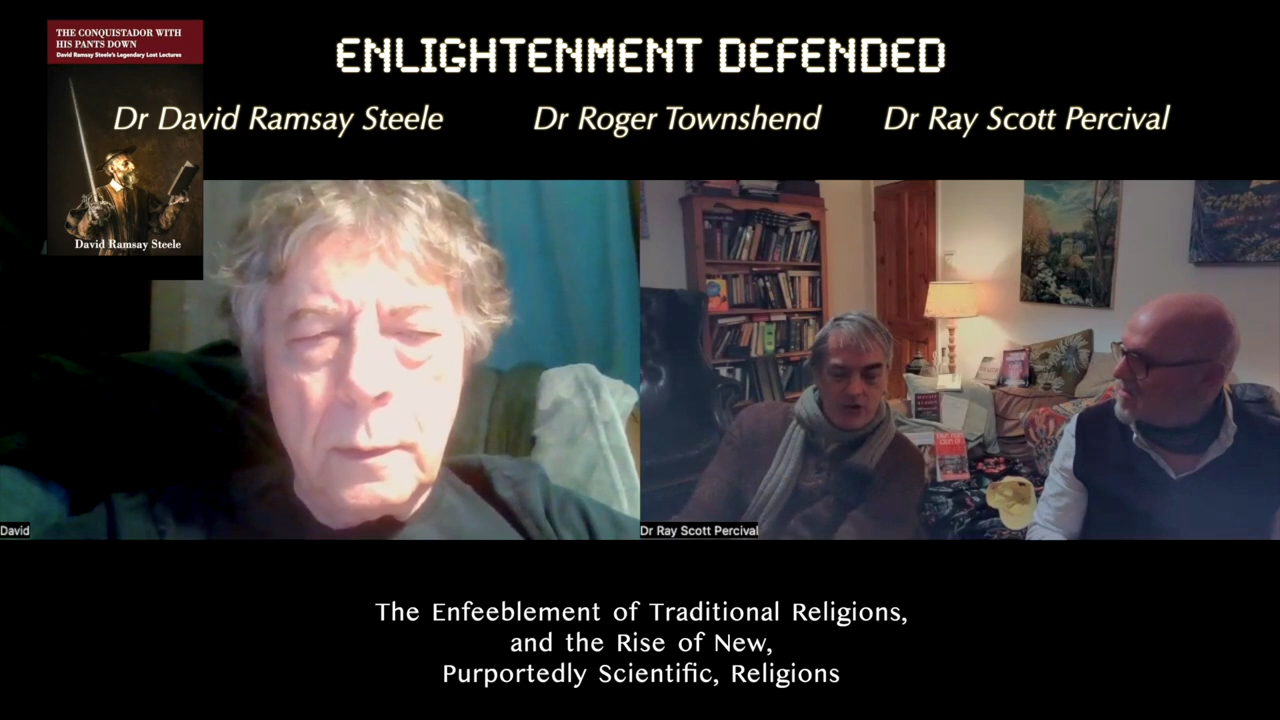 THE CONQUISTADOR WITH
HIS PANTS DOWN
David Ramsay Steele's Legendary Lost Lectures
David Ramsay Steele
ENLIGHTENMENT DEFENDED
Dr David Ramsay Steele Dr Roger Townshend Dr Ray Scott Percival
David
Dr Ray Scott Percival
The Enfeeblement of Traditional Religions,
and the Rise of New,
Purportedly Scientific, Religions